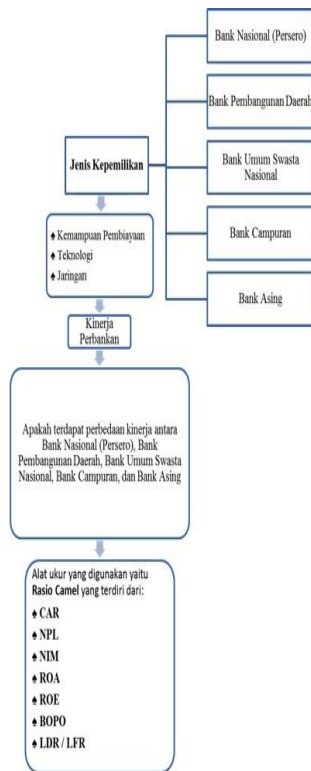 Bank Nasional (Persero)
Bank Pembangunan Daerah
Jenis Kepemilikan
Bank Umum Swasta
Nasional
Bank Campuran
Bank Asing
♠ Kemampuan Pembiayaan
♠ Teknologi
♠ Jaringan
Kinerja
Perbankan
Apakah terdapat perbedaan kinerja antara
Bank Nasional (Persero), Bank
Pembangunan Daerah, Bank Umum Swasta
Nasional, Bank Campuran, dan Bank Asing
Alat ukur yang digunakan yaitu
Rasio Camel yang terdiri dari:
♠ CAR
♠ NPL
♠ NIM
♠ ROA
♠ ROE
♠ BOPO
♠ LDR / LFR